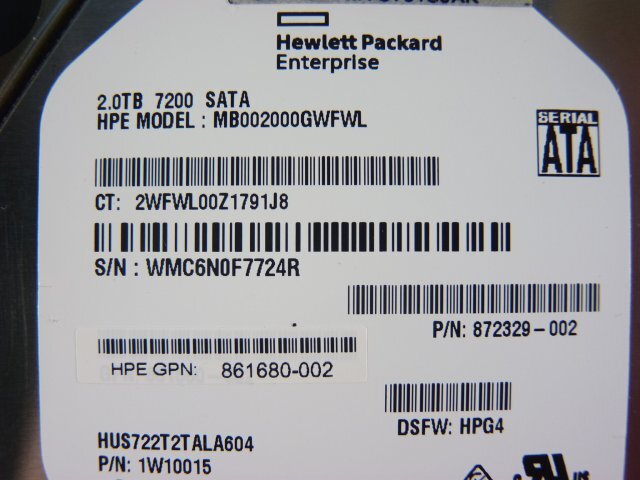 Hewlett Packard
Enterprise
2.0TB 7200 SATA
HPE MODEL : MB002000GWFWL
SERIAL
ATA
CT: 2WFWL00Z1791J8
S/N : WMC6N0F7724R
P/N: 872329-002
HPE GPN: 861680-002
DSFW: HPG4
HUS722T2TALA604
P/N: 1W10015